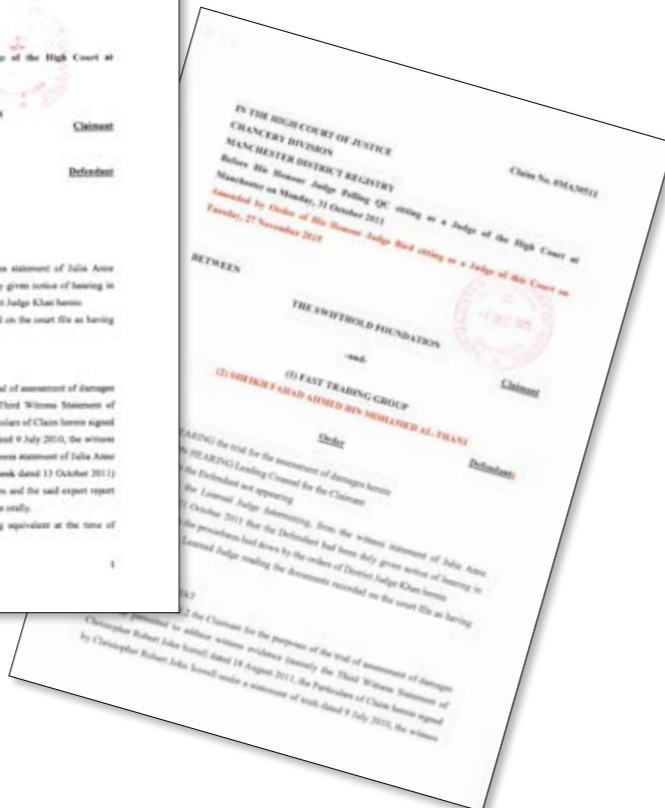 of the High Court at
Claimant
Defendant
statement of Julia Anne
given notice of hearing in
Judge Khan herein
on the court file as having
of assessment of damages
Third Witness Statement of
of Claim herein signed
9 July 2010, the witness
statement of Julia Anne
dated 13 October 2011)
and the said expert report
orally.
equivalent at the time of
1
IN THE HIGH COURT OF JUSTICE
CHANCERY DIVISION
MANCHESTER DISTRICT REGISTRY
Claim No. 0MA30511
Before His Honour Judge Pelling QC sitting as a Judge of the High Court at
Manchester on Monday, 31 October 2011
Amended by Order of His Honour Judge Bird sitting as a Judge of this Court on
Tuesday, 27 November
BETWEEN
THE SWIFTHOLD FOUNDATION
Claimant
-and-
(1) FAST TRADING GROUP
(2) SHEIKH FAHAD AHMED BIN MOHAMED AL-THANI
Defendants
Order
HEARING the trial for the assessment of damages herein
HEARING Leading Counsel for the Claimant
the Defendant not appearing
the Learned Judge determining, from the witness statement of Julia Anne
October 2011 that the Defendant had been duly given notice of hearing in
the procedures laid down by the orders of District Judge Khan herein
Learned Judge reading the documents recorded on the court file as having
the Claimant for the purposes of the trial of assessment of damages
permitted to witness evidence (namely the Third Witness Statement of
Christopher Robert John dated 18 August 2011, the Particulars of Claim herein signed
by Christopher Robert John under a statement of truth dated 9 July 2010, the witness